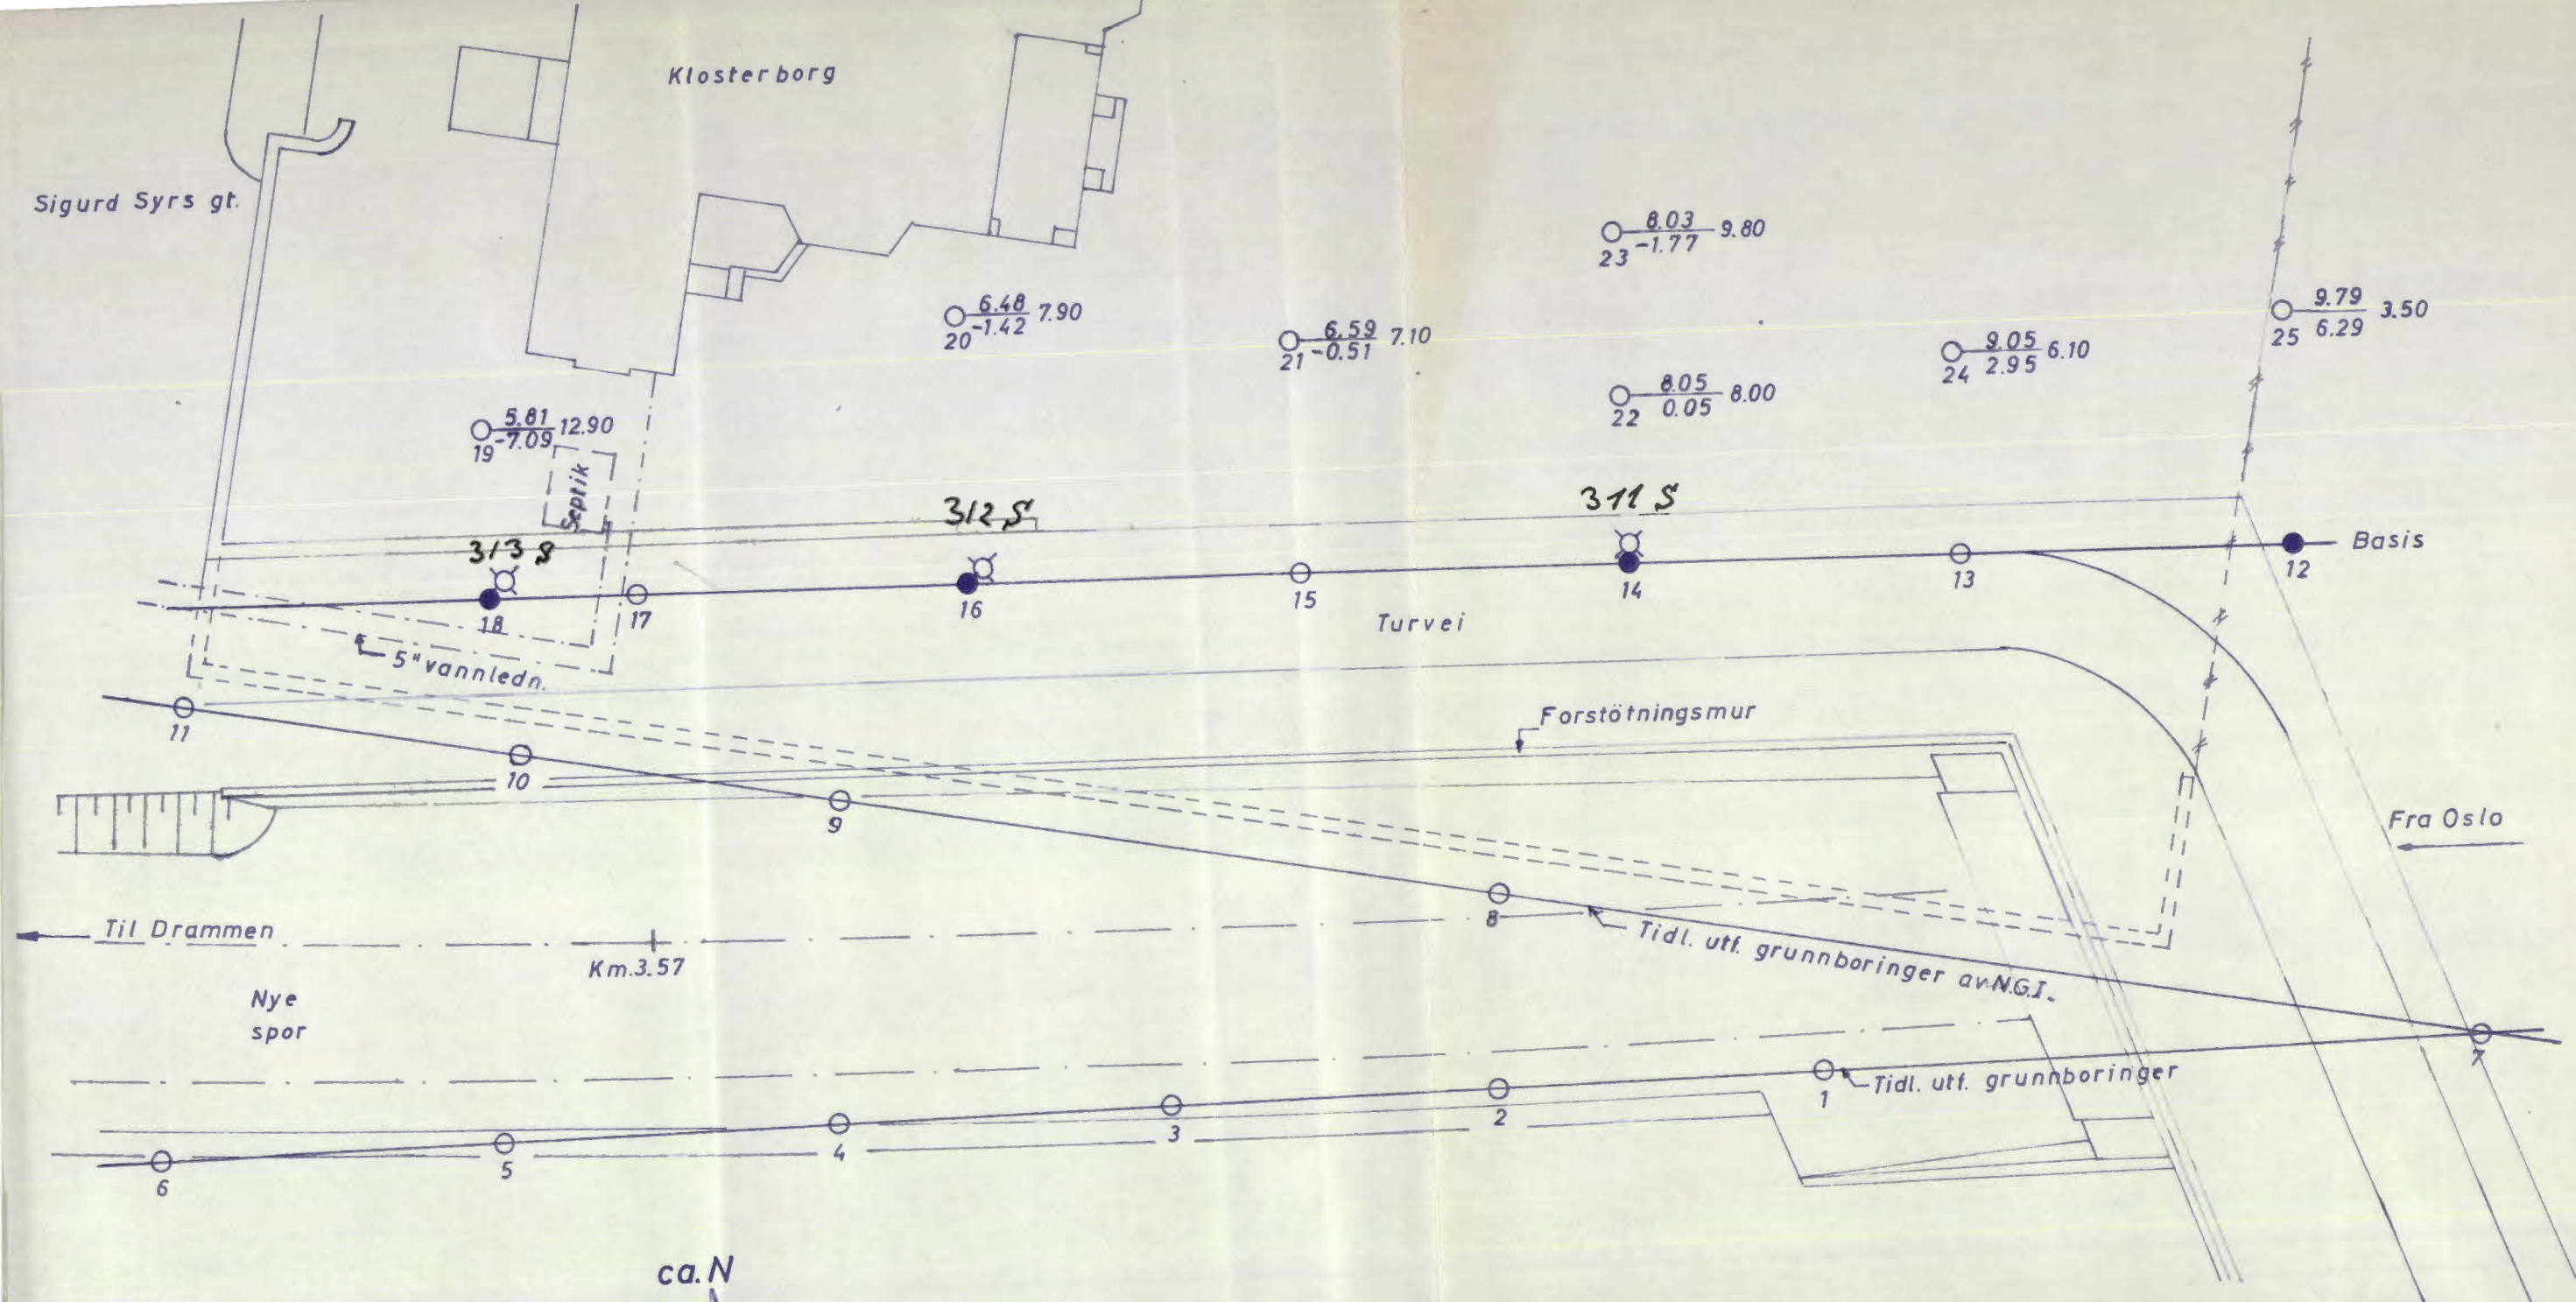 Klosterborg
Sigurd Syrs gt.
8.03
-1.77 9.80
23
6.48
-1.42 7.90
20
6.59
-0.51 7.10
21
9.79
6.29 3.50
25
9.05
2.95 6.10
24
8.05
0.05 8.00
22
5.81
-7.09 12.90
19
Septik
313 S
312 S
311 S
Basis
18
17
16
15
14
13
12
Turvei
5" vannledn.
11
10
9
Forstötningsmur
Fra Oslo
8
Til Drammen
Km.3.57
Tidl. utf. grunnboringer av N.G.I.
Nye
spor
7
1
Tidl. utf. grunnboringer
2
3
4
5
6
ca. N